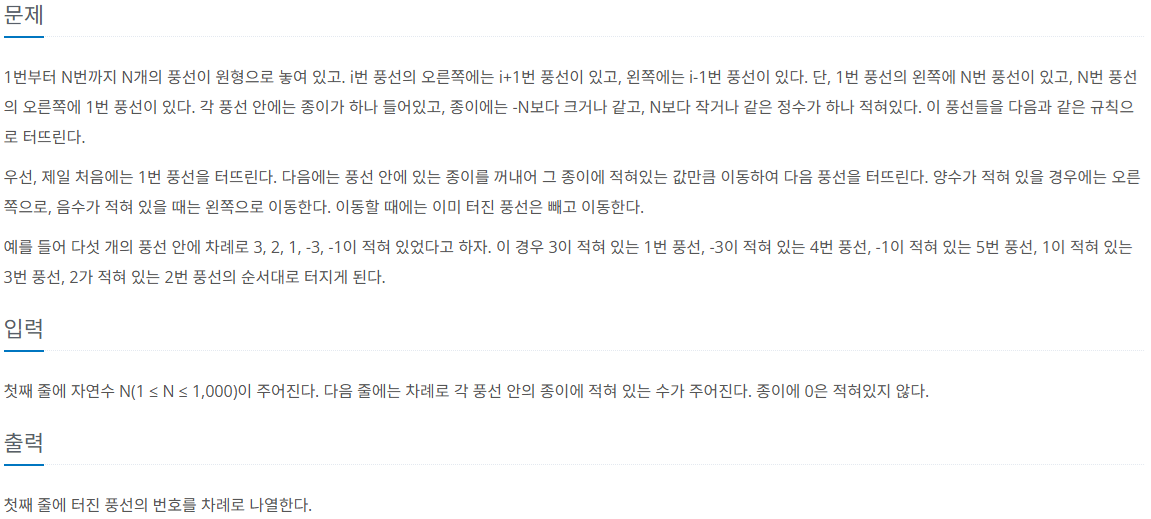 문제
1번부터 N번까지 N개의 풍선이 원형으로 놓여 있고. i번 풍선의 오른쪽에는 i+1번 풍선이 있고, 왼쪽에는 i-1번 풍선이 있다. 단, 1번 풍선의 왼쪽에 N번 풍선이 있고, N번 풍선
의 오른쪽에 1번 풍선이 있다. 각 풍선 안에는 종이가 하나 들어있고, 종이에는 -N보다 크거나 같고, N보다 작거나 같은 정수가 하나 적혀있다. 이 풍선들을 다음과 같은 규칙으
로 터뜨린다.
우선, 제일 처음에는 1번 풍선을 터뜨린다. 다음에는 풍선 안에 있는 종이를 꺼내어 그 종이에 적혀있는 값만큼 이동하여 다음 풍선을 터뜨린다. 양수가 적혀 있을 경우에는 오른
쪽으로, 음수가 적혀 있을 때는 왼쪽으로 이동한다. 이동할 때에는 이미 터진 풍선은 빼고 이동한다.
예를 들어 다섯 개의 풍선 안에 차례로 3, 2, 1, -3, -1이 적혀 있었다고 하자. 이 경우 3이 적혀 있는 1번 풍선, -3이 적혀 있는 4번 풍선, -1이 적혀 있는 5번 풍선, 1이 적혀 있는
3번 풍선, 2가 적혀 있는 2번 풍선의 순서대로 터지게 된다.
입력
첫째 줄에 자연수 N(1 ≤ N ≤ 1,000)이 주어진다. 다음 줄에는 차례로 각 풍선 안의 종이에 적혀 있는 수가 주어진다. 종이에 0은 적혀있지 않다.
출력
첫째 줄에 터진 풍선의 번호를 차례로 나열한다.